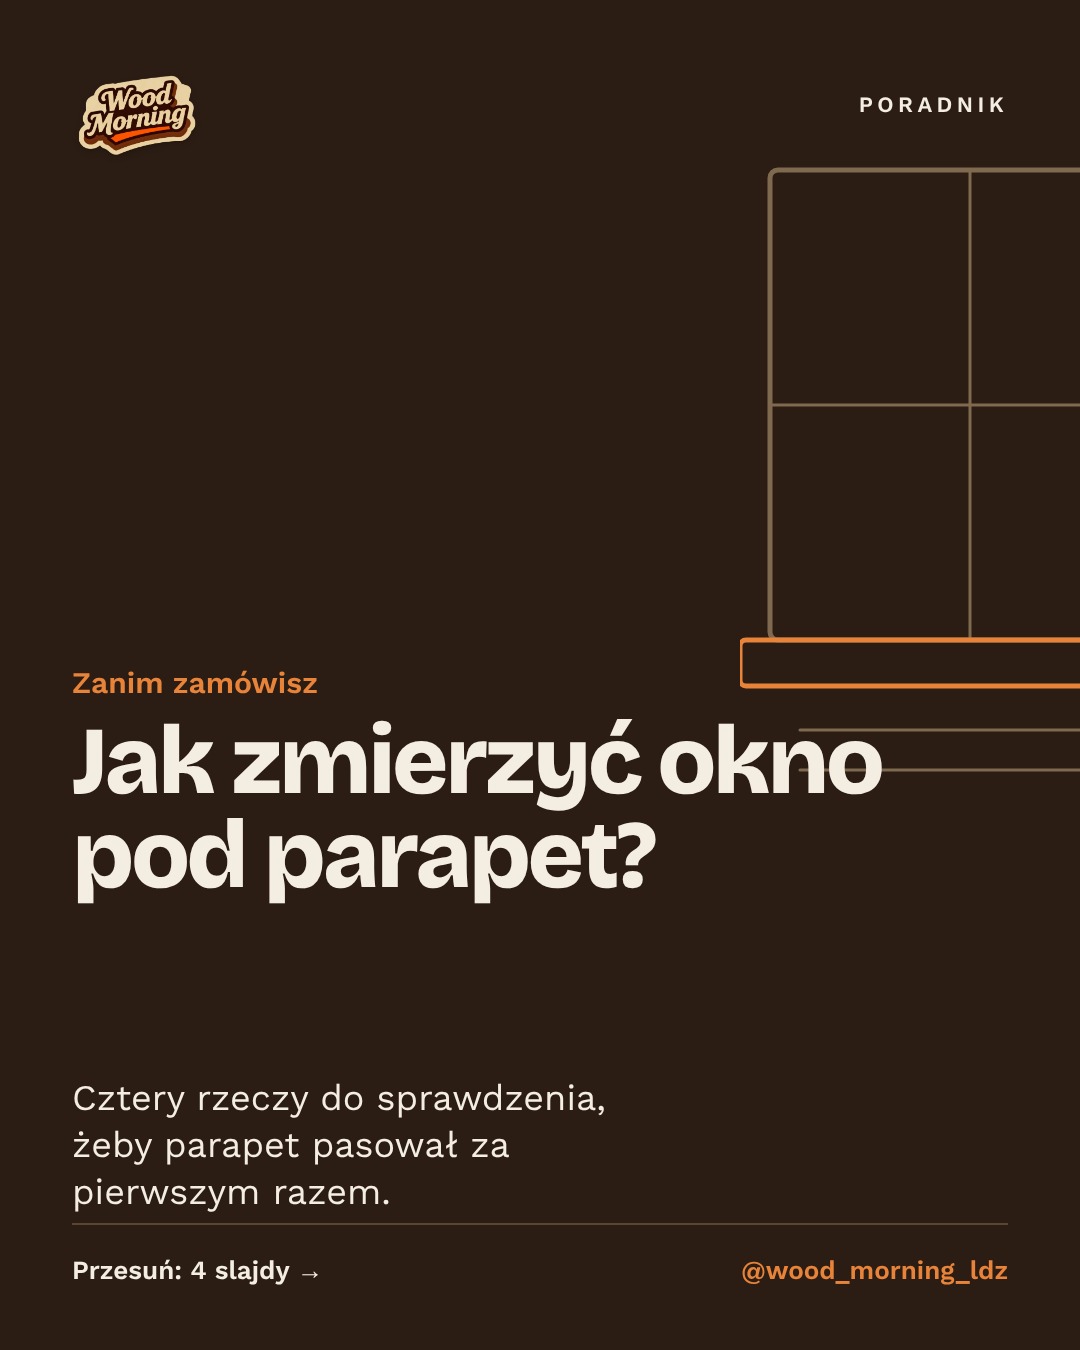 Wood
Morning
PORADNIK
Zanim zamówisz
Jak zmierzyć okno
pod parapet?
Cztery rzeczy do sprawdzenia,
żeby parapet pasował za
pierwszym razem.
Przesuń: 4 slajdy →
@wood_morning_ldz